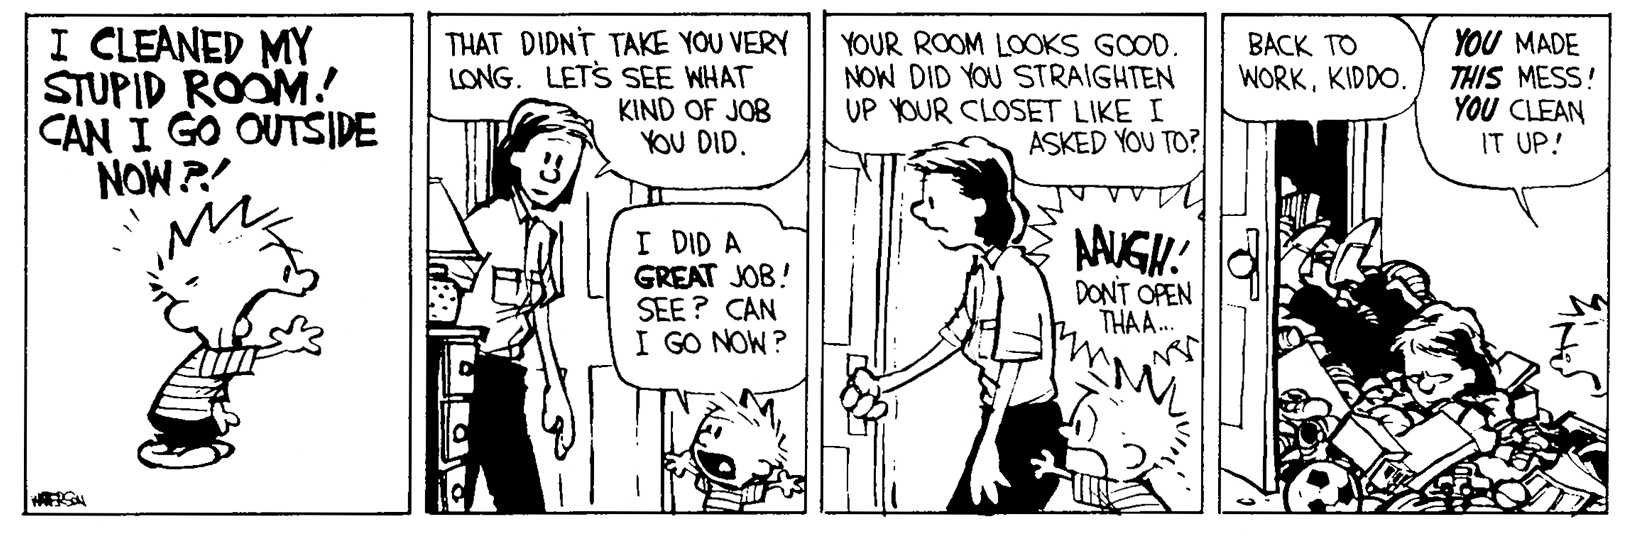 I CLEANED MY
STUPID ROOM!
CAN I GO OUTSIDE
NOW?!
WATTERSON
THAT DIDN'T TAKE YOU VERY
LONG. LET'S SEE WHAT
KIND OF JOB
YOU DID.
I DID A
GREAT JOB!
SEE? CAN
I GO NOW?
YOUR ROOM LOOKS GOOD.
NOW DID YOU STRAIGHTEN
UP YOUR CLOSET LIKE I
ASKED YOU TO?
AAUGH!
DON'T OPEN
THAA...
BACK TO
WORK, KIDDO.
YOU MADE
THIS MESS!
YOU CLEAN
IT UP!